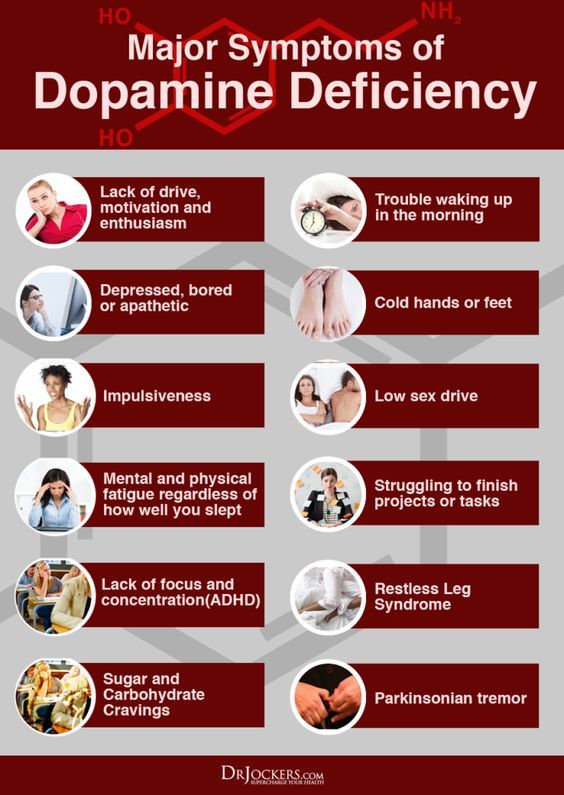 HO
NH₂
Major Symptoms of
Dopamine Deficiency
HO
Lack of drive,
motivation and
enthusiasm
Trouble waking up
in the morning
Depressed, bored
or apathetic
Cold hands or feet
Impulsiveness
Low sex drive
Mental and physical
fatigue regardless of
how well you slept
Struggling to finish
projects or tasks
Lack of focus and
concentration(ADHD)
Restless Leg
Syndrome
Sugar and
Carbohydrate
Cravings
Parkinsonian tremor
DRJOCKERS.COM
SUPERCHARGE YOUR HEALTH